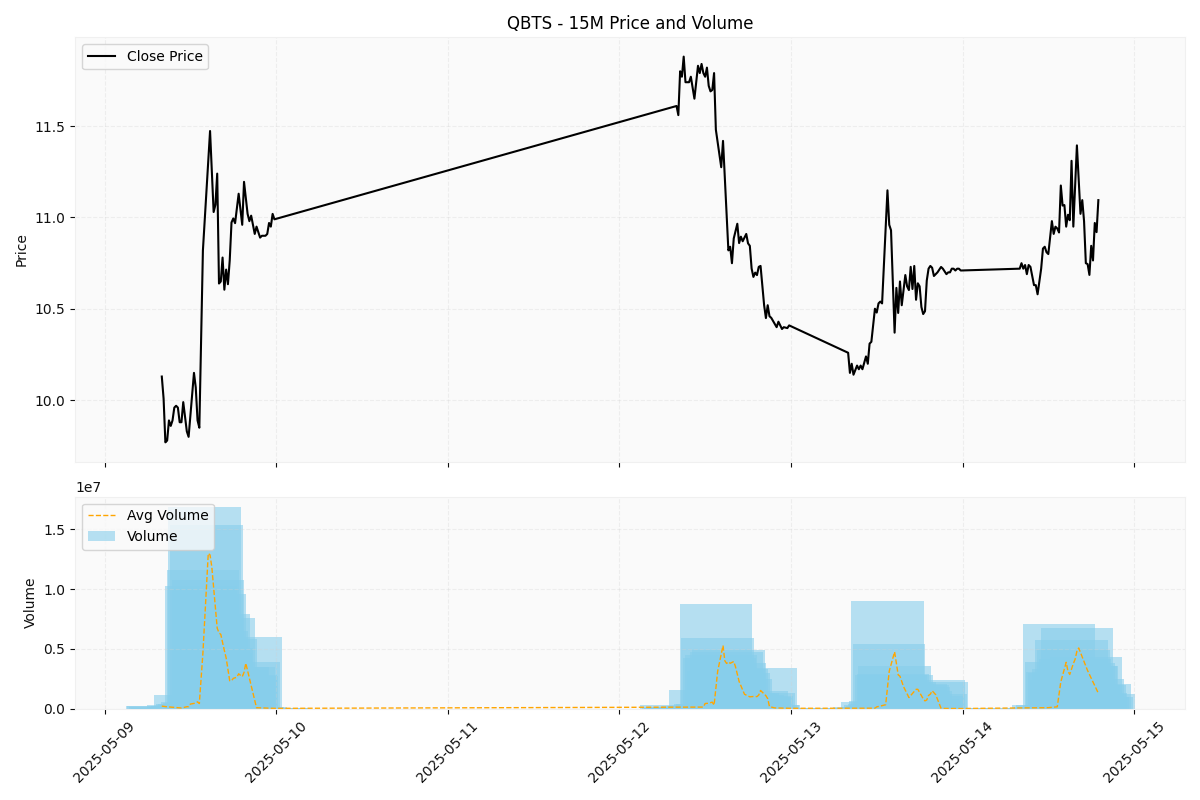 QBTS - 15M Price and Volume
Close Price
Price
11.5
11.0
10.5
10.0
1e7
Avg Volume
Volume
Volume
1.5
1.0
0.5
0.0
2025-05-09
2025-05-10
2025-05-11
2025-05-12
2025-05-13
2025-05-14
2025-05-15